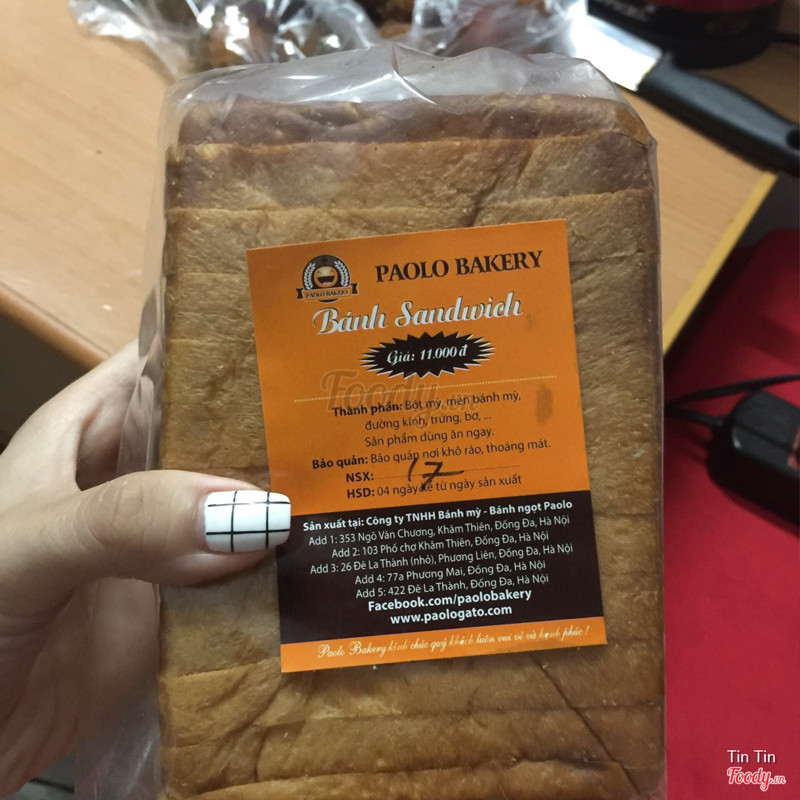 PAOLO BAKERY
PAOLO BAKERY
Bánh Sandwich
Giá: 11.000 đ
Foody.vn
Thành phần: Bột mỳ, men bánh mỳ,
đường kính, trứng, bơ, ...
Sản phẩm dùng ăn ngay.
Bảo quản: Bảo quản nơi khô ráo, thoáng mát.
NSX: 17
HSD: 04 ngày kể từ ngày sản xuất
Sản xuất tại: Công ty TNHH Bánh mỳ - Bánh ngọt Paolo
Add 1: 353 Ngõ Văn Chương, Khâm Thiên, Đống Đa, Hà Nội
Add 2: 103 Phố chợ Khâm Thiên, Đống Đa, Hà Nội
Add 3: 26 Đê La Thành (nhỏ), Phương Liên, Đống Đa, Hà Nội
Add 4: 77a Phương Mai, Đống Đa, Hà Nội
Add 5: 422 Đê La Thành, Đống Đa, Hà Nội
Facebook.com/paolobakery
www.paologato.com
Paolo Bakery kính chúc quý khách luôn vui vẻ và hạnh phúc !
Tin Tin
Foody.vn